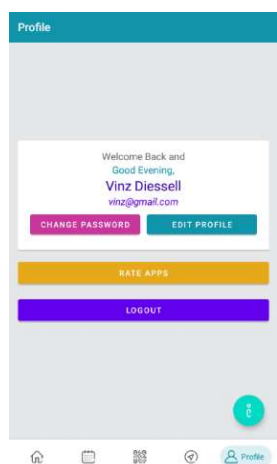 Profile
Welcome Back and
Good Evening,
Vinz Diessell
vinz@gmail.com
CHANGE PASSWORD
EDIT PROFILE
RATE APPS
LOGOUT
Profile